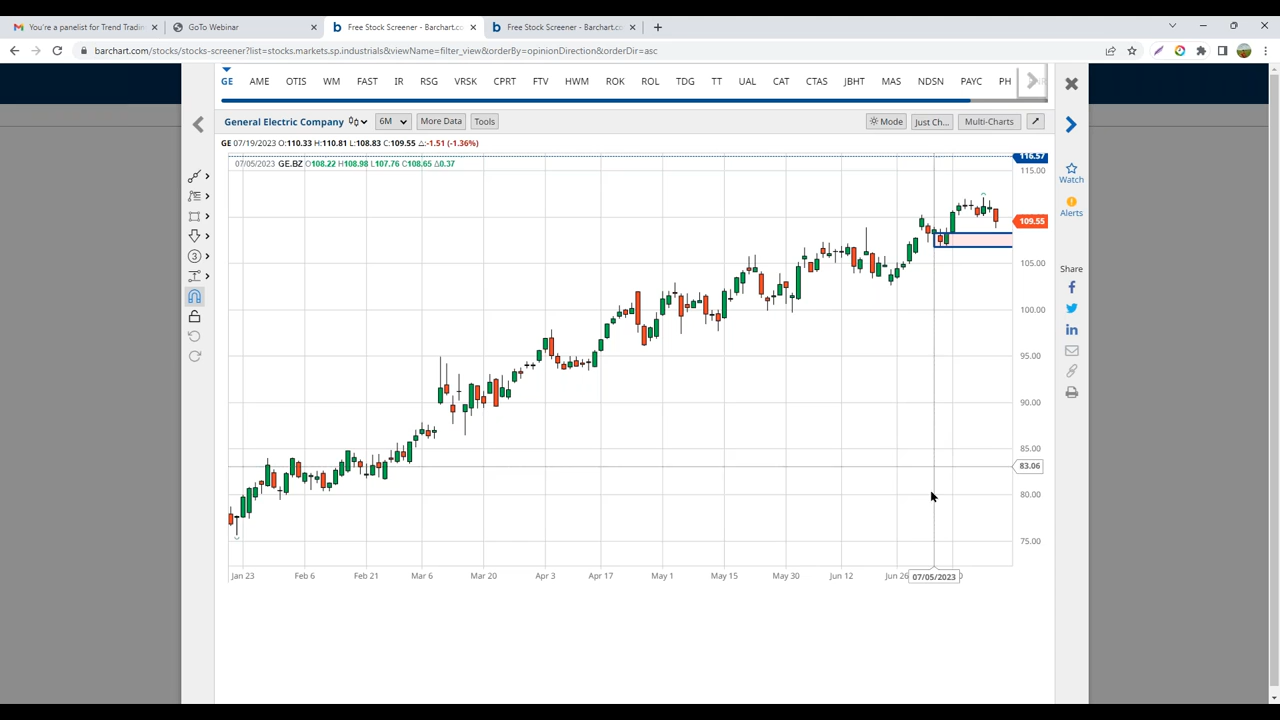 You're a panelist for Trend Tradin
GoTo Webinar
Free Stock Screener - Barchart.co
Free Stock Screener - Barchart.co
barchart.com/stocks/stocks-screener?list=stocks.markets.sp.industrials&viewName=filter_view&orderBy=opinionDirection&orderDir=asc
GE AME OTIS WM FAST IR RSG VRSK CPRT FTV HWM ROK ROL TDG TT UAL CAT CTAS JBHT MAS NDSN PAYC PH
General Electric Company 6M More Data Tools Mode Just Ch... Multi-Charts
GE 07/19/2023 O:110.33 H:110.81 L:108.83 C:109.55 Δ:-1.51 (-1.36%)
07/05/2023 GE.BZ O108.22 H108.98 L107.76 C108.65 Δ0.37
116.57
115.00
109.55
105.00
100.00
95.00
90.00
85.00
83.06
80.00
75.00
Jan 23 Feb 6 Feb 21 Mar 6 Mar 20 Apr 3 Apr 17 May 1 May 15 May 30 Jun 12 Jun 26 07/05/2023 0
3
Watch
Alerts
Share